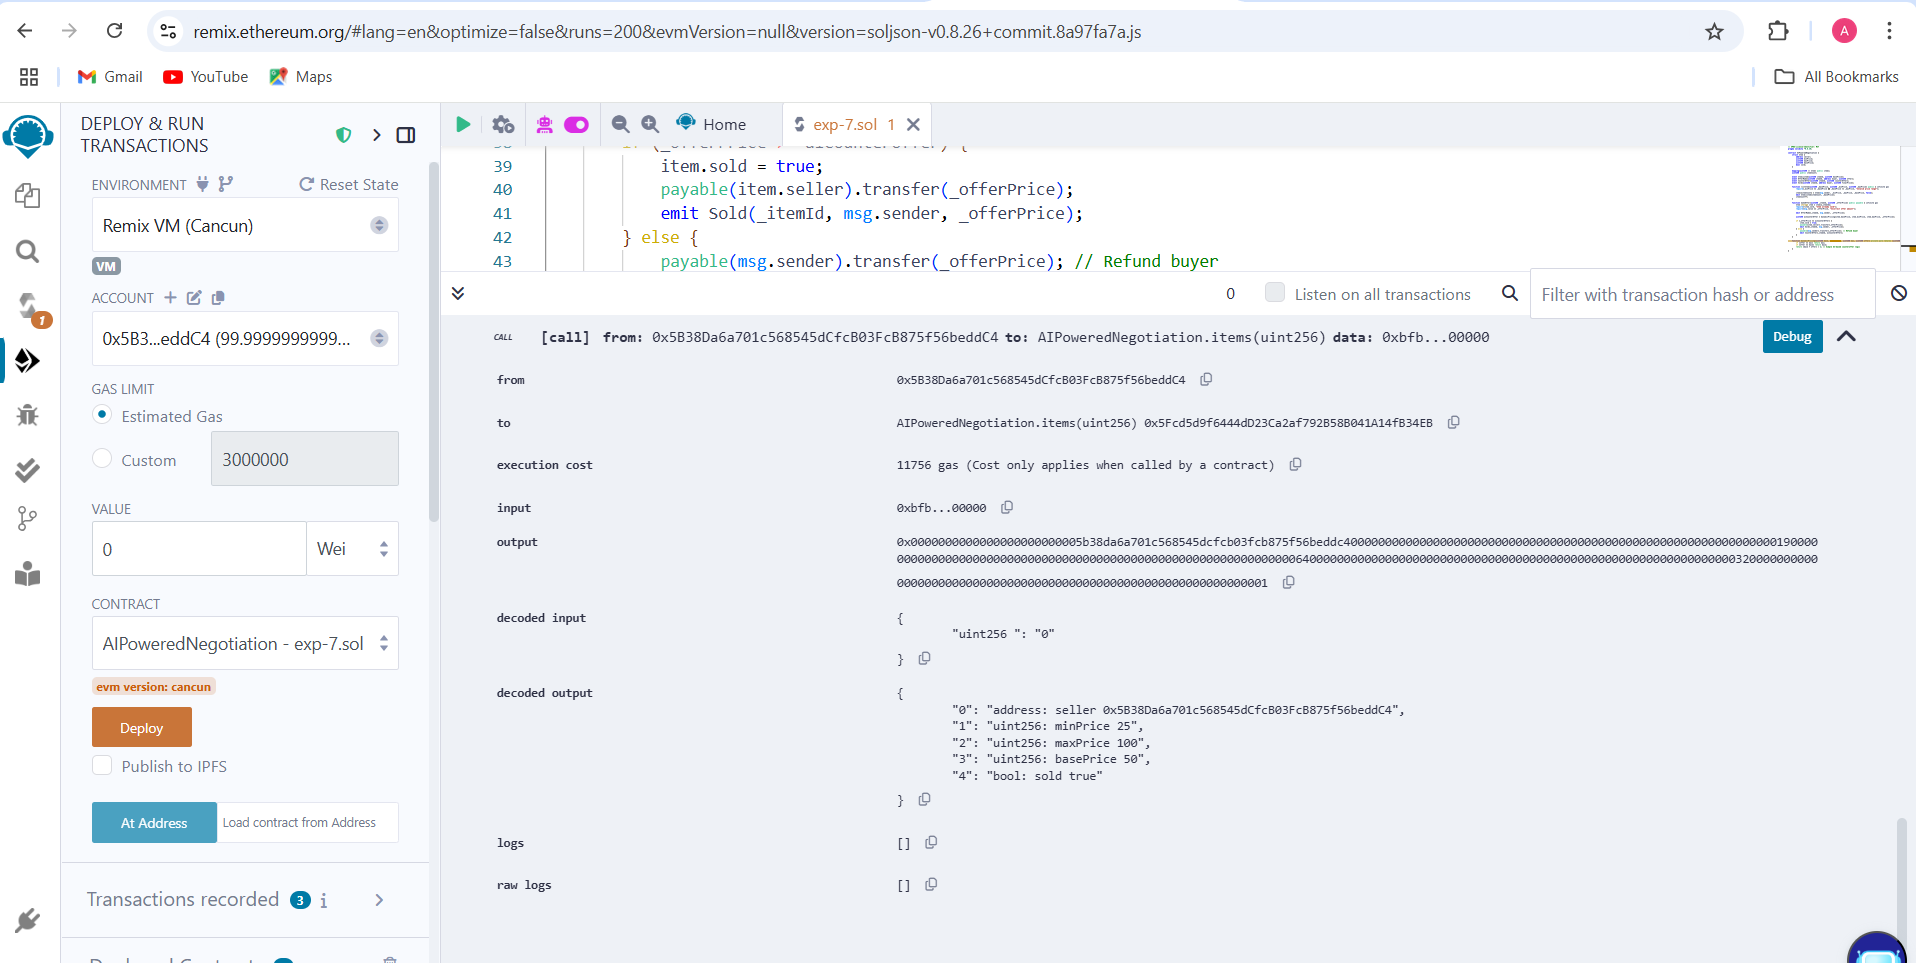 remix.ethereum.org/#lang=en&optimize=false&runs=200&evmVersion=null&version=soljson-v0.8.26+commit.8a97fa7a.js
A
Gmail
YouTube
Maps
All Bookmarks
DEPLOY & RUN
TRANSACTIONS
ENVIRONMENT
Reset State
Remix VM (Cancun)
VM
ACCOUNT
1
0x5B3...eddC4 (99.9999999999...
GAS LIMIT
Estimated Gas
Custom
3000000
VALUE
0
Wei
CONTRACT
AIPoweredNegotiation - exp-7.sol
evm version: cancun
Deploy
Publish to IPFS
At Address
Load contract from Address
Transactions recorded 3 i
Home
exp-7.sol 1
39 item.sold = true;
40 payable(item.seller).transfer(_offerPrice);
41 emit Sold(_itemId, msg.sender, _offerPrice);
42 } else {
43 payable(msg.sender).transfer(_offerPrice); // Refund buyer
0
Listen on all transactions
Filter with transaction hash or address
CALL [call] from: 0x5B38Da6a701c568545dCfcB03FcB875f56beddC4 to: AIPoweredNegotiation.items(uint256) data: 0xbfb...00000
Debug
from 0x5B38Da6a701c568545dCfcB03FcB875f56beddC4
to AIPoweredNegotiation.items(uint256) 0x5Fcd5d9f6444dD23Ca2af792B58B041A14fB34EB
execution cost 11756 gas (Cost only applies when called by a contract)
input 0xbfb...00000
output
decoded input {
"uint256 ": "0"
}
decoded output {
"0": "address: seller 0x5B38Da6a701c568545dCfcB03FcB875f56beddC4",
"1": "uint256: minPrice 25",
"2": "uint256: maxPrice 100",
"3": "uint256: basePrice 50",
"4": "bool: sold true"
}
logs []
raw logs []